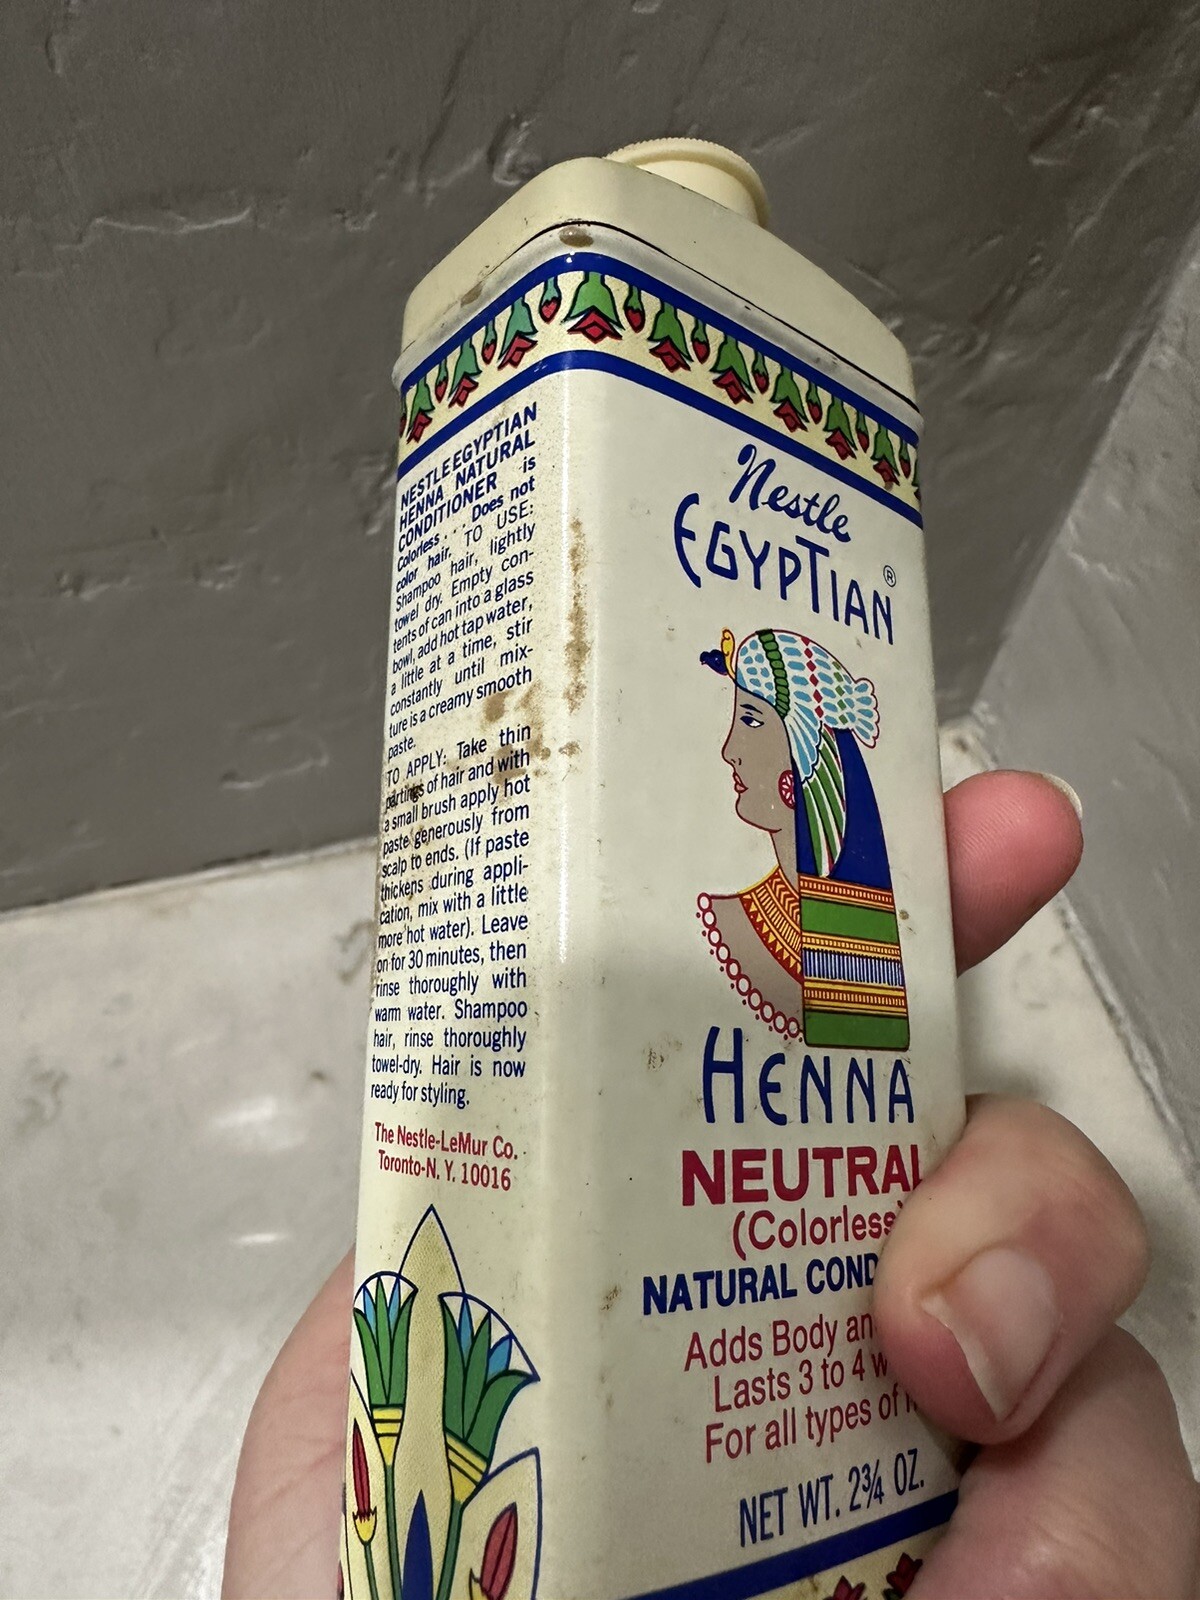 NESTLE EGYPTIAN
HENNA NATURAL
CONDITIONER is
Colorless... Does not
color hair. TO USE:
Shampoo hair, lightly
towel dry. Empty con-
tents of can into a glass
bowl, add hot tap water,
a little at a time, stir
constantly until mix-
ture is a creamy smooth
paste.
TO APPLY: Take thin
partings of hair and with
a small brush apply hot
paste generously from
scalp to ends. (If paste
thickens during appli-
cation, mix with a little
more hot water). Leave
on for 30 minutes, then
rinse thoroughly with
warm water. Shampoo
hair, rinse thoroughly
towel-dry. Hair is now
ready for styling.
The Nestle-LeMur Co.
Toronto-N. Y. 10016
Nestle
EGYPTIAN®
HENNA
NEUTRAL
(Colorless)
NATURAL
Adds Body
Lasts 3 to 4
For all types of
NET WT. 2¾ OZ.